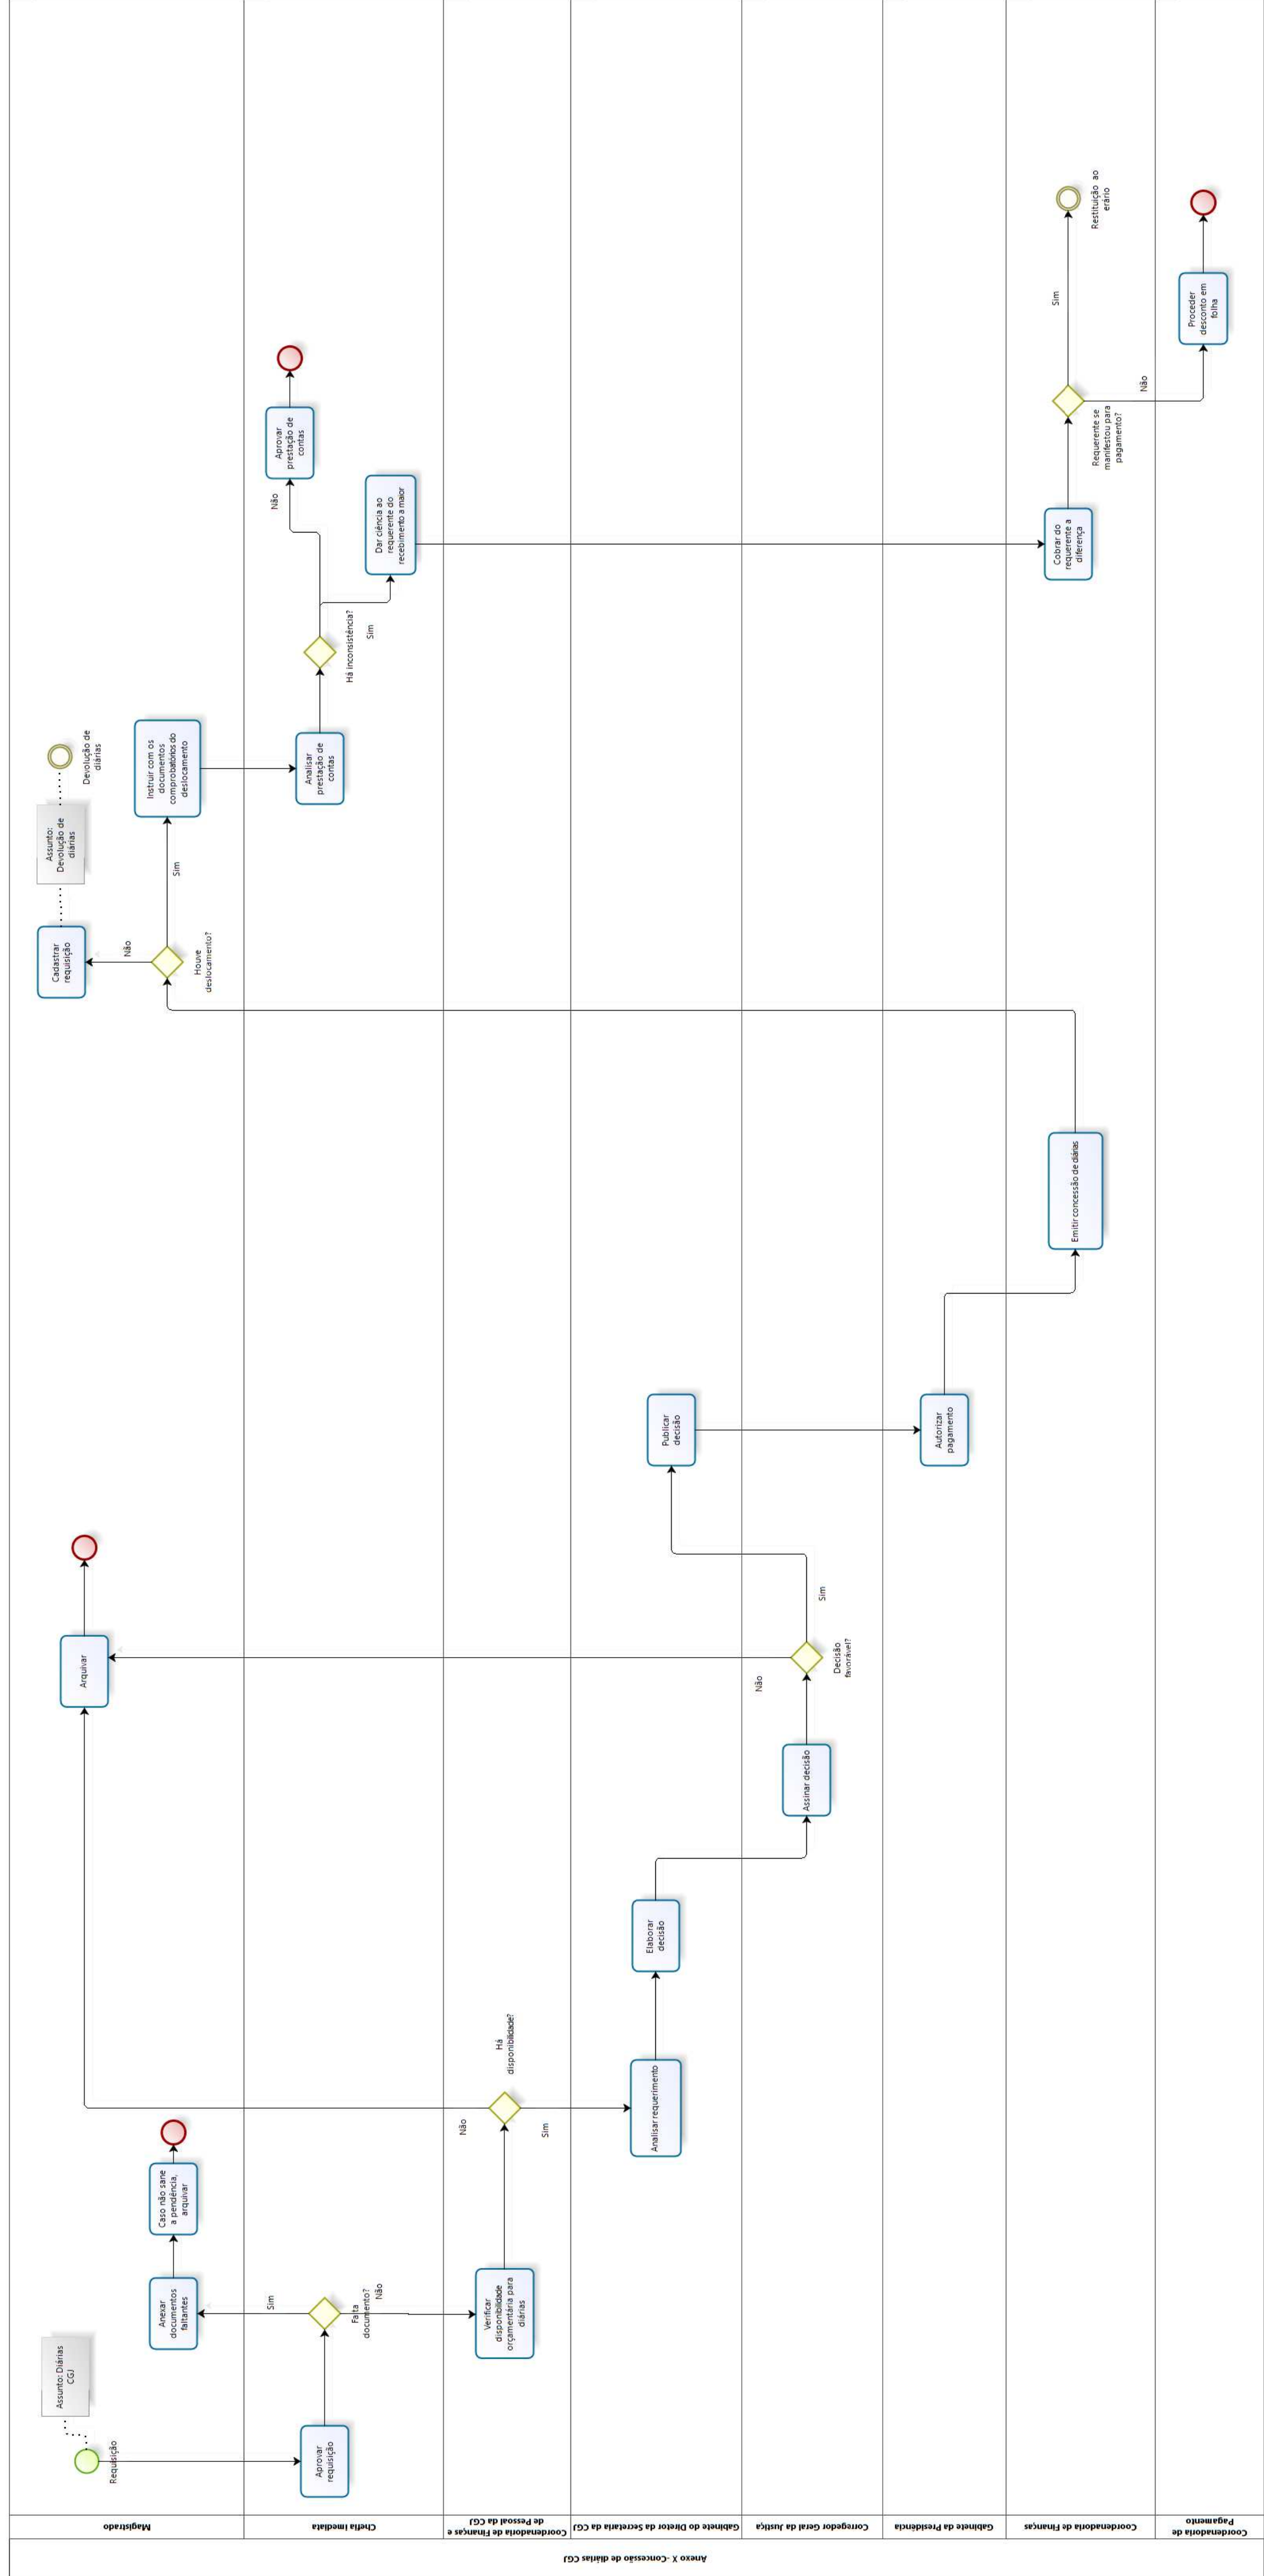 Anexo X -Concessão de diárias CGJ
Magistrado
Chefia Imediata
Coordenadoria de Finanças e
de Pessoal da CGJ
Gabinete do Diretor da Secretaria da CGJ
Corregedor Geral da Justiça
Gabinete da Presidência
Coordenadoria de Finanças
Coordenadoria de
Pagamento
Requisição
Assunto: Diárias
CGJ
Aprovar
requisição
Falta
documento?
Sim
Não
Anexar
documentos
faltantes
Caso não sane
a pendência,
arquivar
Verificar
disponibilidade
orçamentária para
diárias
Há
disponibilidade?
Não
Sim
Analisar requerimento
Elaborar
decisão
Assinar decisão
Decisão
favorável?
Não
Sim
Arquivar
Publicar
decisão
Autorizar
pagamento
Emitir concessão de diárias
Houve
deslocamento?
Não
Sim
Cadastrar
requisição
Assunto:
Devolução de
diárias
Devolução de
diárias
Instruir com os
documentos
comprobatórios do
deslocamento
Analisar
prestação de
contas
Há inconsistência?
Sim
Não
Aprovar
prestação de
contas
Dar ciência ao
requerente do
recebimento a maior
Cobrar do
requerente a
diferença
Requerente se
manifestou para
pagamento?
Sim
Não
Restituição ao
erário
Proceder
desconto em
folha